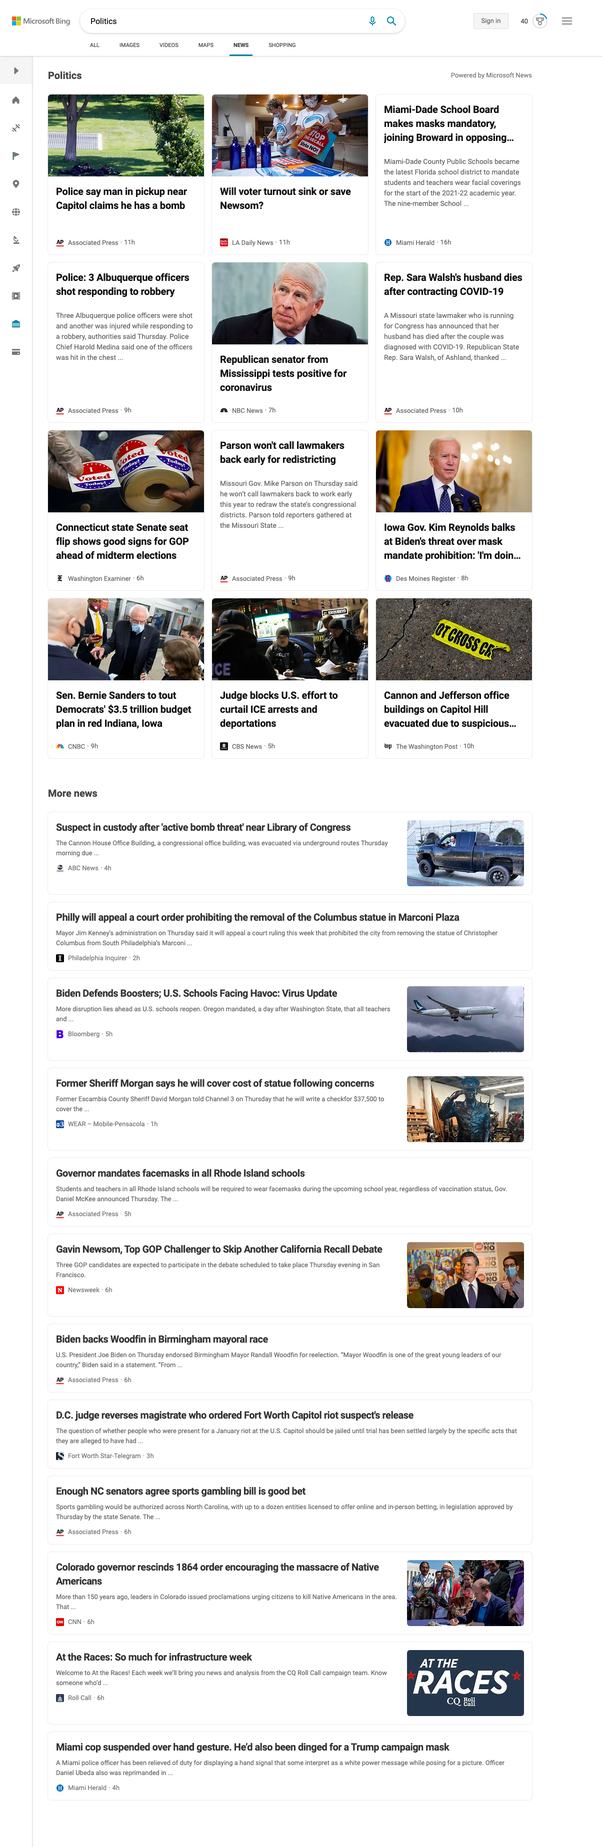 Microsoft Bing
Politics
Sign in
40
ALL
IMAGES
VIDEOS
MAPS
NEWS
SHOPPING
Politics
Powered by Microsoft News
Police say man in pickup near
Capitol claims he has a bomb
AP Associated Press · 11h
Will voter turnout sink or save
Newsom?
LA Daily News · 11h
Miami-Dade School Board
makes masks mandatory,
joining Broward in opposing...
Miami-Dade County Public Schools became
the latest Florida school district to mandate
students and teachers wear facial coverings
for the start of the 2021-22 academic year.
The nine-member School ...
Miami Herald · 16h
Police: 3 Albuquerque officers
shot responding to robbery
Three Albuquerque police officers were shot
and another was injured while responding to
a robbery, authorities said Thursday. Police
Chief Harold Medina said one of the officers
was hit in the chest ...
AP Associated Press · 9h
Republican senator from
Mississippi tests positive for
coronavirus
NBC News · 7h
Rep. Sara Walsh's husband dies
after contracting COVID-19
A Missouri state lawmaker who is running
for Congress has announced that her
husband has died after the couple was
diagnosed with COVID-19. Republican State
Rep. Sara Walsh, of Ashland, thanked ...
AP Associated Press · 10h
I Voted Today!
Connecticut state Senate seat
flip shows good signs for GOP
ahead of midterm elections
Washington Examiner · 6h
Parson won't call lawmakers
back early for redistricting
Missouri Gov. Mike Parson on Thursday said
he won't call lawmakers back to work early
this year to redraw the state's congressional
districts. Parson told reporters gathered at
the Missouri State ...
AP Associated Press · 9h
Iowa Gov. Kim Reynolds balks
at Biden's threat over mask
mandate prohibition: 'I'm doin...
Des Moines Register · 8h
Sen. Bernie Sanders to tout
Democrats' $3.5 trillion budget
plan in red Indiana, Iowa
CNBC · 9h
POLICE
ICE
Judge blocks U.S. effort to
curtail ICE arrests and
deportations
CBS News · 5h
OT CROSS CA
Cannon and Jefferson office
buildings on Capitol Hill
evacuated due to suspicious...
wp The Washington Post · 10h
More news
Suspect in custody after 'active bomb threat' near Library of Congress
The Cannon House Office Building, a congressional office building, was evacuated via underground routes Thursday
morning due ...
ABC News · 4h
Philly will appeal a court order prohibiting the removal of the Columbus statue in Marconi Plaza
Mayor Jim Kenney's administration on Thursday said it will appeal a court ruling this week that prohibited the city from removing the statue of Christopher
Columbus from South Philadelphia's Marconi ...
Philadelphia Inquirer · 2h
Biden Defends Boosters; U.S. Schools Facing Havoc: Virus Update
More disruption lies ahead as U.S. schools reopen. Oregon mandated, a day after Washington State, that all teachers
and ...
B Bloomberg · 5h
Former Sheriff Morgan says he will cover cost of statue following concerns
Former Escambia County Sheriff David Morgan told Channel 3 on Thursday that he will write a checkfor $37,500 to
cover the ...
WEAR – Mobile-Pensacola · 1h
Governor mandates facemasks in all Rhode Island schools
Students and teachers in all Rhode Island schools will be required to wear facemasks during the upcoming school year, regardless of vaccination status, Gov.
Daniel McKee announced Thursday. The ...
AP Associated Press · 5h
Gavin Newsom, Top GOP Challenger to Skip Another California Recall Debate
Three GOP candidates are expected to participate in the debate scheduled to take place Thursday evening in San
Francisco.
N Newsweek · 6h
Biden backs Woodfin in Birmingham mayoral race
U.S. President Joe Biden on Thursday endorsed Birmingham Mayor Randall Woodfin for reelection. "Mayor Woodfin is one of the great young leaders of our
country," Biden said in a statement. "From ...
AP Associated Press · 6h
D.C. judge reverses magistrate who ordered Fort Worth Capitol riot suspect's release
The question of whether people who were present for a January riot at the U.S. Capitol should be jailed until trial has been settled largely by the specific acts that
they are alleged to have had ...
Fort Worth Star-Telegram · 3h
Enough NC senators agree sports gambling bill is good bet
Sports gambling would be authorized across North Carolina, with up to a dozen entities licensed to offer online and in-person betting, in legislation approved by
Thursday by the state Senate. The ...
AP Associated Press · 6h
Colorado governor rescinds 1864 order encouraging the massacre of Native
Americans
More than 150 years ago, leaders in Colorado issued proclamations urging citizens to kill Native Americans in the area.
That ...
CNN · 6h
At the Races: So much for infrastructure week
Welcome to At the Races! Each week we'll bring you news and analysis from the CQ Roll Call campaign team. Know
someone who'd ...
Roll Call · 6h
AT THE
RACES
CQ Roll Call
Miami cop suspended over hand gesture. He'd also been dinged for a Trump campaign mask
A Miami police officer has been relieved of duty for displaying a hand signal that some interpret as a white power message while posing for a picture. Officer
Daniel Ubeda also was reprimanded in ...
Miami Herald · 4h